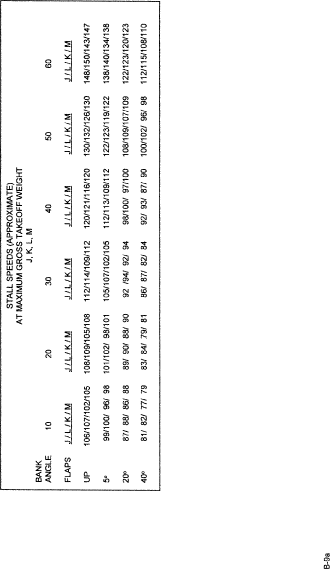 STALL SPEEDS (APPROXIMATE)
AT MAXIMUM GROSS TAKEOFF WEIGHT
J, K, L, M
BANK
ANGLE 10 20 30 40 50 60
FLAPS J / L / K / M J / L / K / M J / L / K / M J / L / K / M J / L / K / M J / L / K / M
UP 106/107/102/105 108/109/105/108 112/114/109/112 120/121/116/120 130/132/126/130 148/150/143/147
5° 99/100/ 96/ 98 101/102/ 98/101 105/107/102/105 112/113/109/112 122/123/119/122 138/140/134/138
20° 87/ 88/ 86/ 88 89/ 90/ 88/ 90 92 /94/ 92/ 94 98/100/ 97/100 108/109/107/109 122/123/120/123
40° 81/ 82/ 77/ 79 83/ 84/ 79/ 81 86/ 87/ 82/ 84 92/ 93/ 87/ 90 100/102/ 96/ 98 112/115/108/110
B-9a